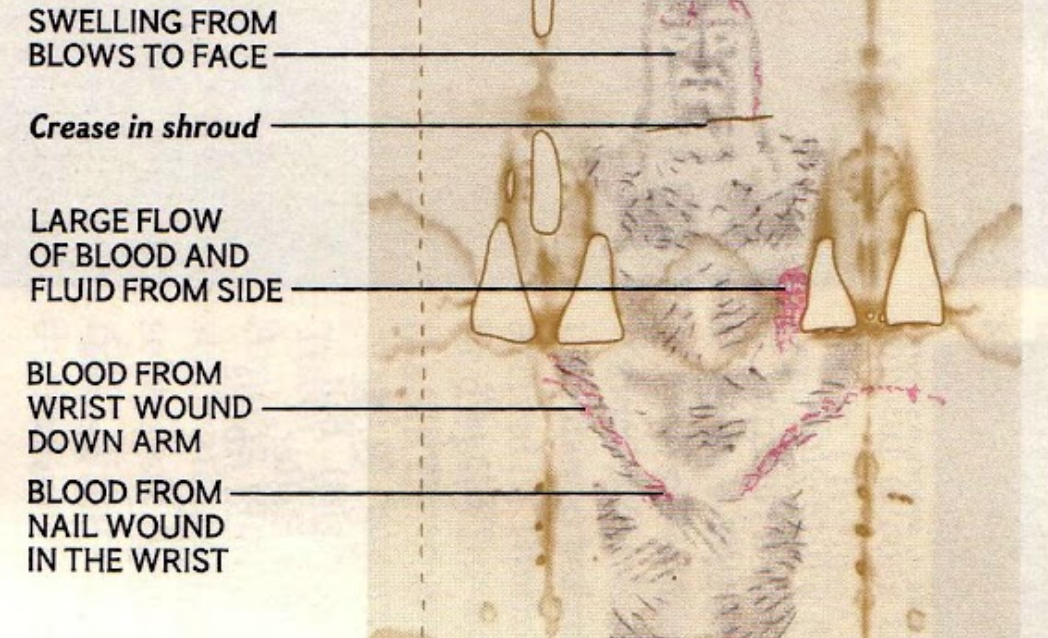 SWELLING FROM
BLOWS TO FACE
Crease in shroud
LARGE FLOW
OF BLOOD AND
FLUID FROM SIDE
BLOOD FROM
WRIST WOUND
DOWN ARM
BLOOD FROM
NAIL WOUND
IN THE WRIST